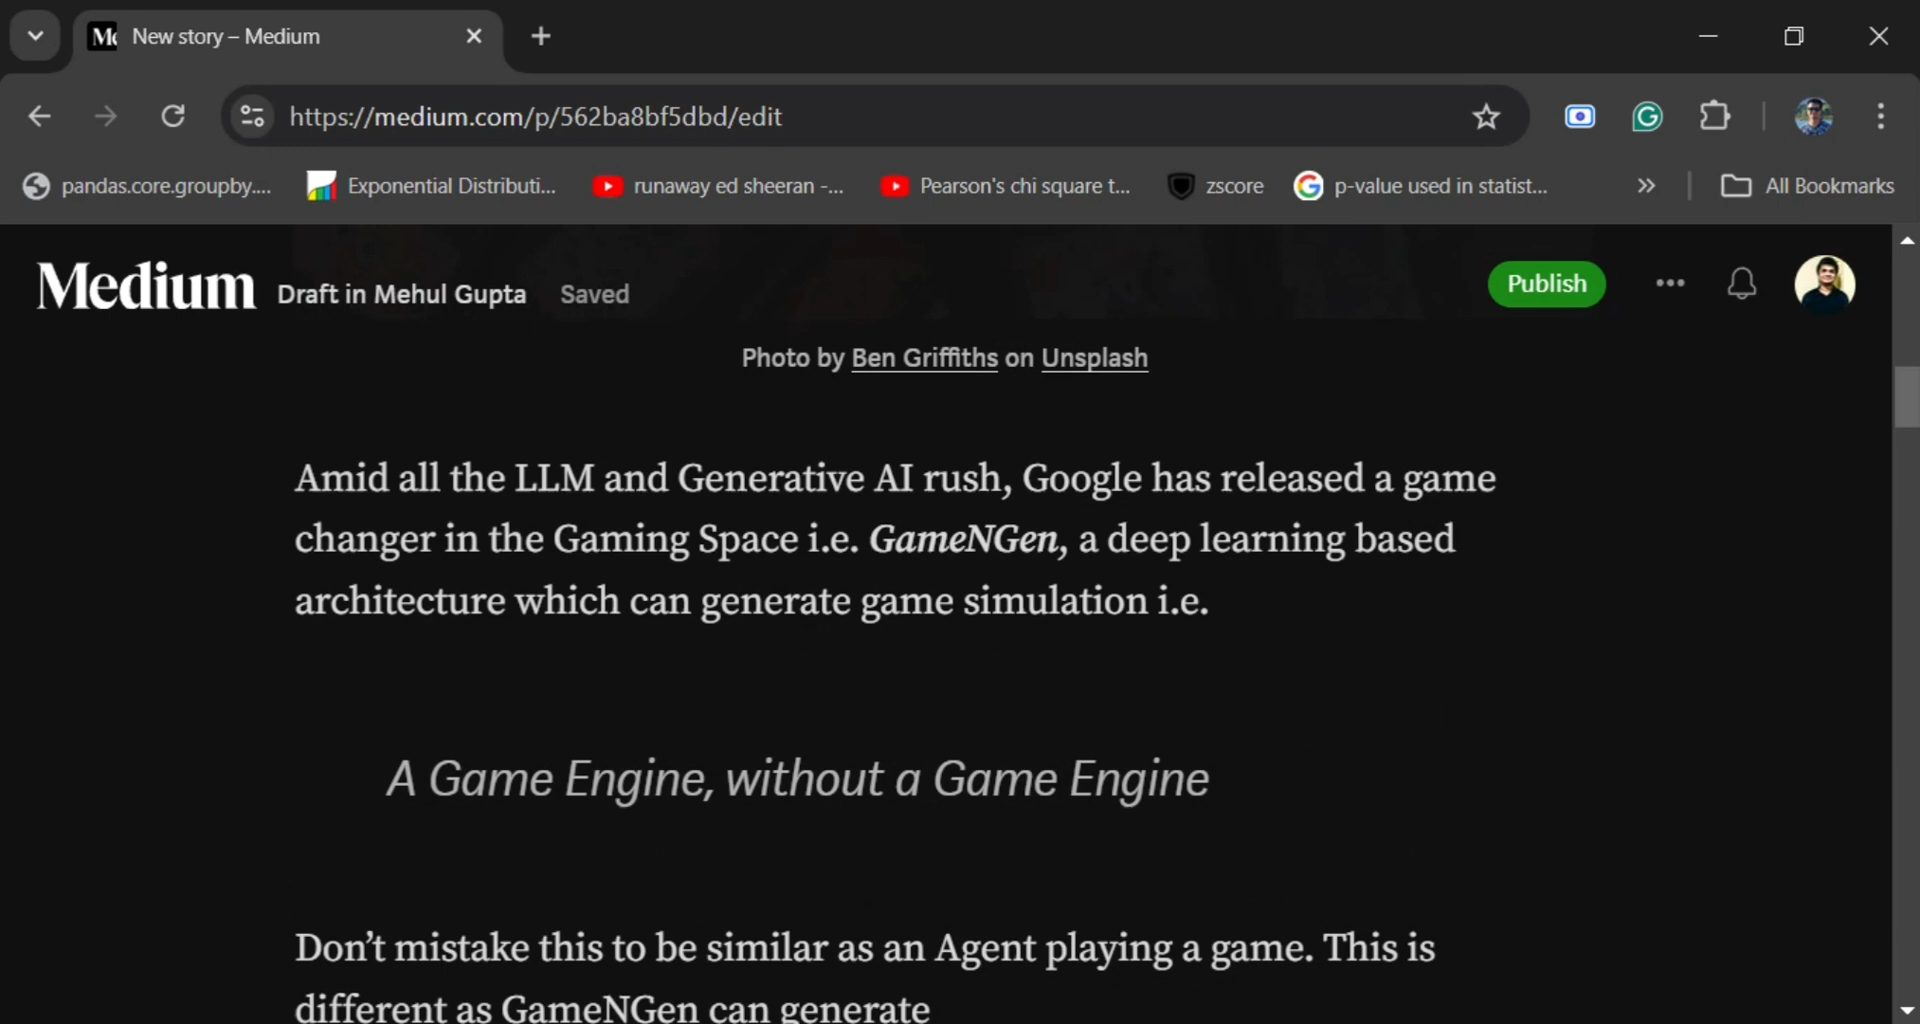 New story – Medium
https://medium.com/p/562ba8bf5dbd/edit
pandas.core.groupby....
Exponential Distributi...
runaway ed sheeran -...
Pearson's chi square t...
zscore
p-value used in statist...
All Bookmarks
Medium
Draft in Mehul Gupta
Saved
Publish
Photo by Ben Griffiths on Unsplash
Amid all the LLM and Generative AI rush, Google has released a game
changer in the Gaming Space i.e. GameNGen, a deep learning based
architecture which can generate game simulation i.e.
A Game Engine, without a Game Engine
Don’t mistake this to be similar as an Agent playing a game. This is
different as GameNGen can generate